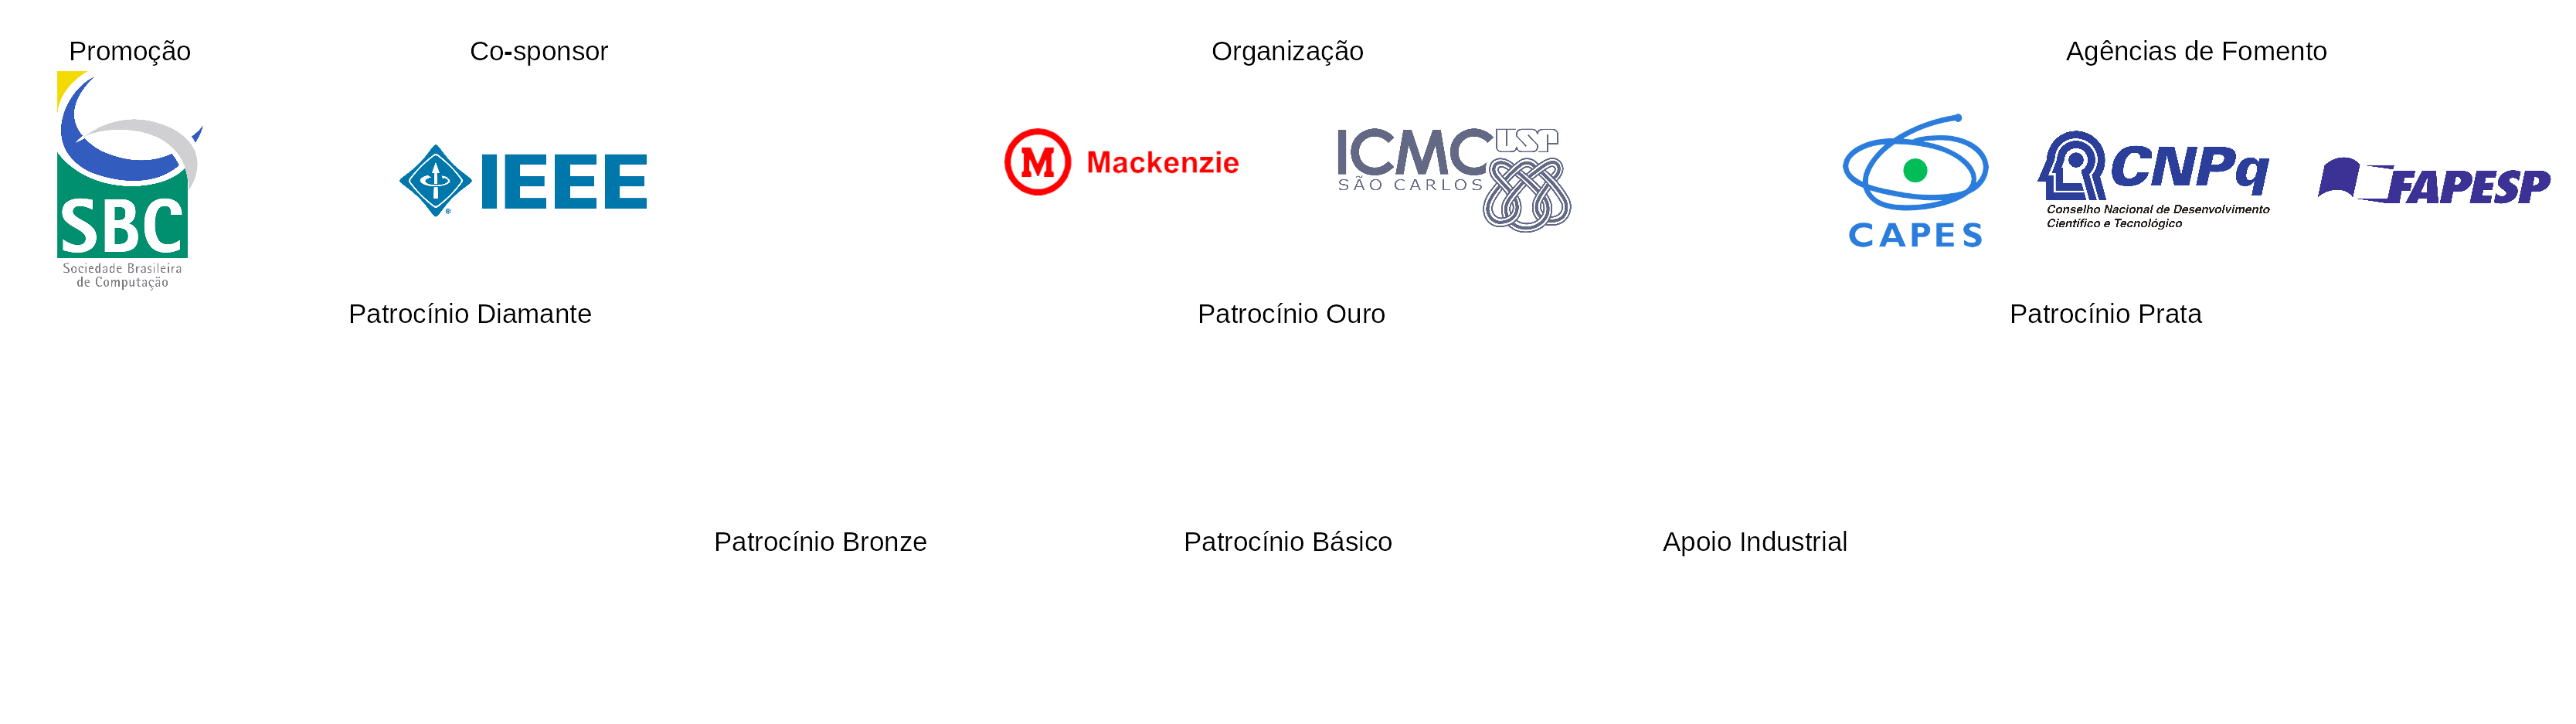 Promoção
Co-sponsor
Organização
Agências de Fomento
SBC
Sociedade Brasileira
de Computação
IEEE
M Mackenzie
ICMC USP
SÃO CARLOS
CAPES
CNPq
Conselho Nacional de Desenvolvimento
Científico e Tecnológico
FAPESP
Patrocínio Diamante
Patrocínio Ouro
Patrocínio Prata
Patrocínio Bronze
Patrocínio Básico
Apoio Industrial